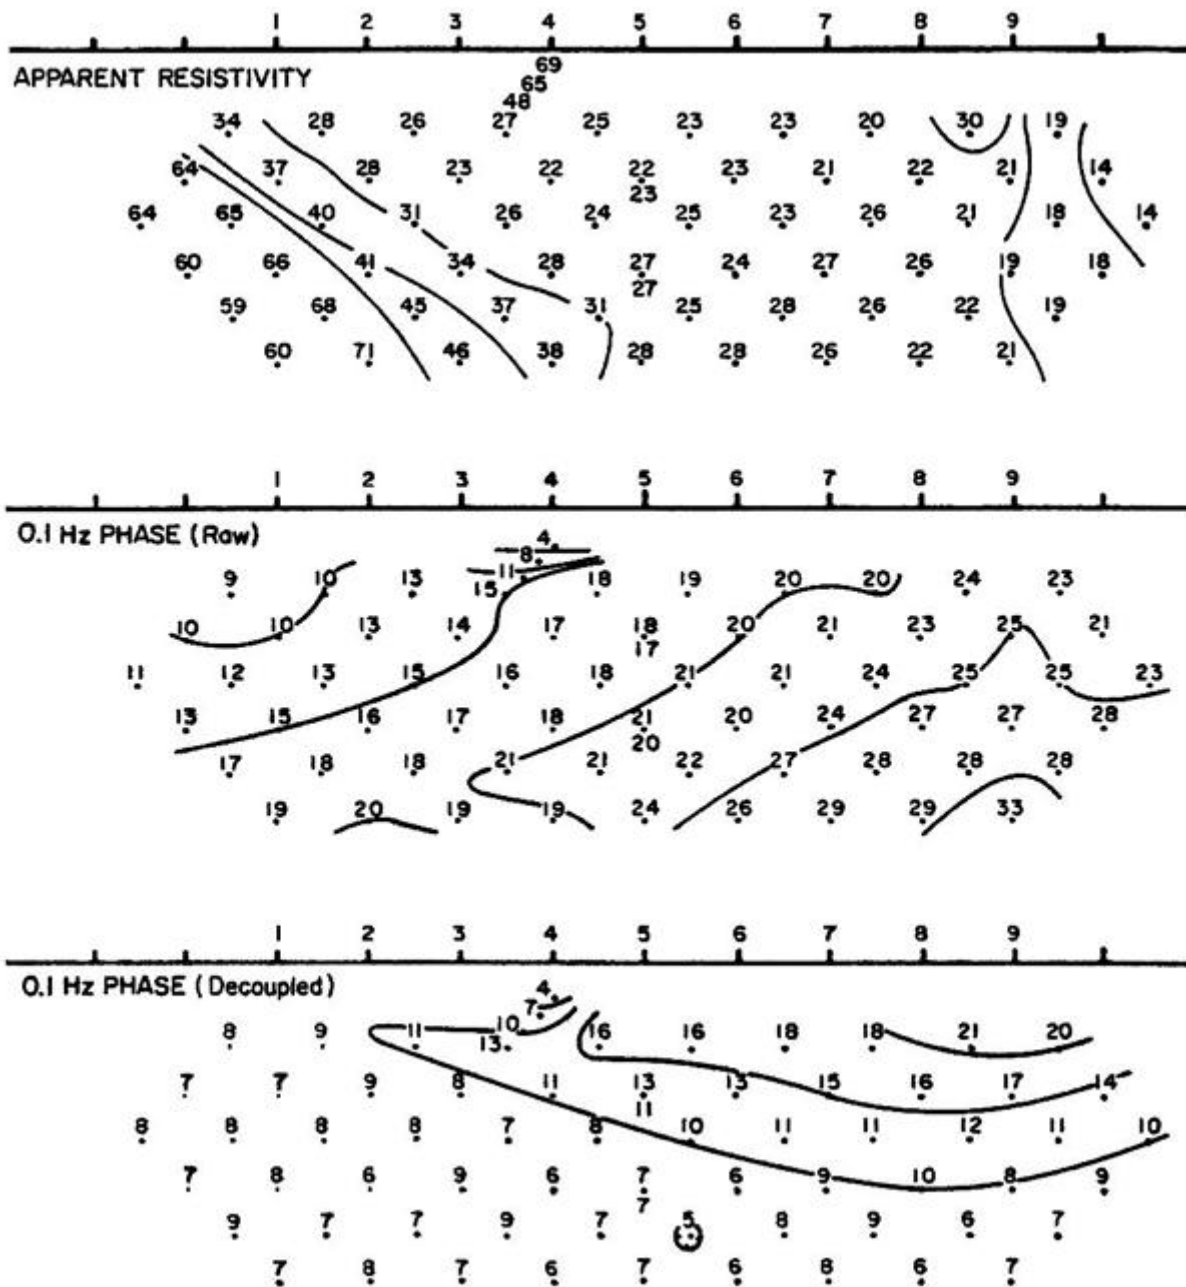 1 2 3 4 5 6 7 8 9
APPARENT RESISTIVITY
69
65
48
34 28 26 27 25 23 23 20 30 19
64 37 28 23 22 22 23 21 22 21 14
23
64 65 40 31 26 24 25 23 26 21 18 14
60 66 41 34 28 27 24 27 26 19 18
27
59 68 45 37 31 25 28 26 22 19
60 71 46 38 28 28 26 22 21
1 2 3 4 5 6 7 8 9
0.1 Hz PHASE (Raw)
4
8
11
9 10 13 15 18 19 20 20 24 23
10 10 13 14 17 18 20 21 23 25 21
17
11 12 13 15 16 18 21 21 24 25 25 23
13 15 16 17 18 21 20 24 27 27 28
20
17 18 18 21 21 22 27 28 28 28
19 20 19 19 24 26 29 29 33
1 2 3 4 5 6 7 8 9
0.1 Hz PHASE (Decoupled)
4
7
10
8 9 11 13 16 16 18 18 21 20
7 7 9 8 11 13 13 15 16 17 14
11
8 8 8 8 7 8 10 11 11 12 11 10
7 8 6 9 6 7 6 9 10 8 9
7
9 7 7 9 7 5 8 9 6 7
7 8 7 6 7 6 8 6 7